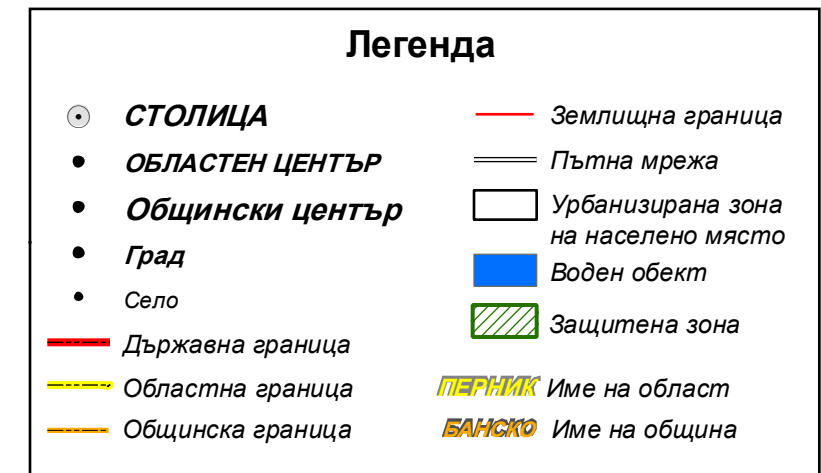 Легенда
СТОЛИЦА
ОБЛАСТЕН ЦЕНТЪР
Общински център
Град
Село
Държавна граница
Областна граница
Общинска граница
Землищна граница
Пътна мрежа
Урбанизирана зона
на населено място
Воден обект
Защитена зона
ПЕРНИК Име на област
БАНСКО Име на община